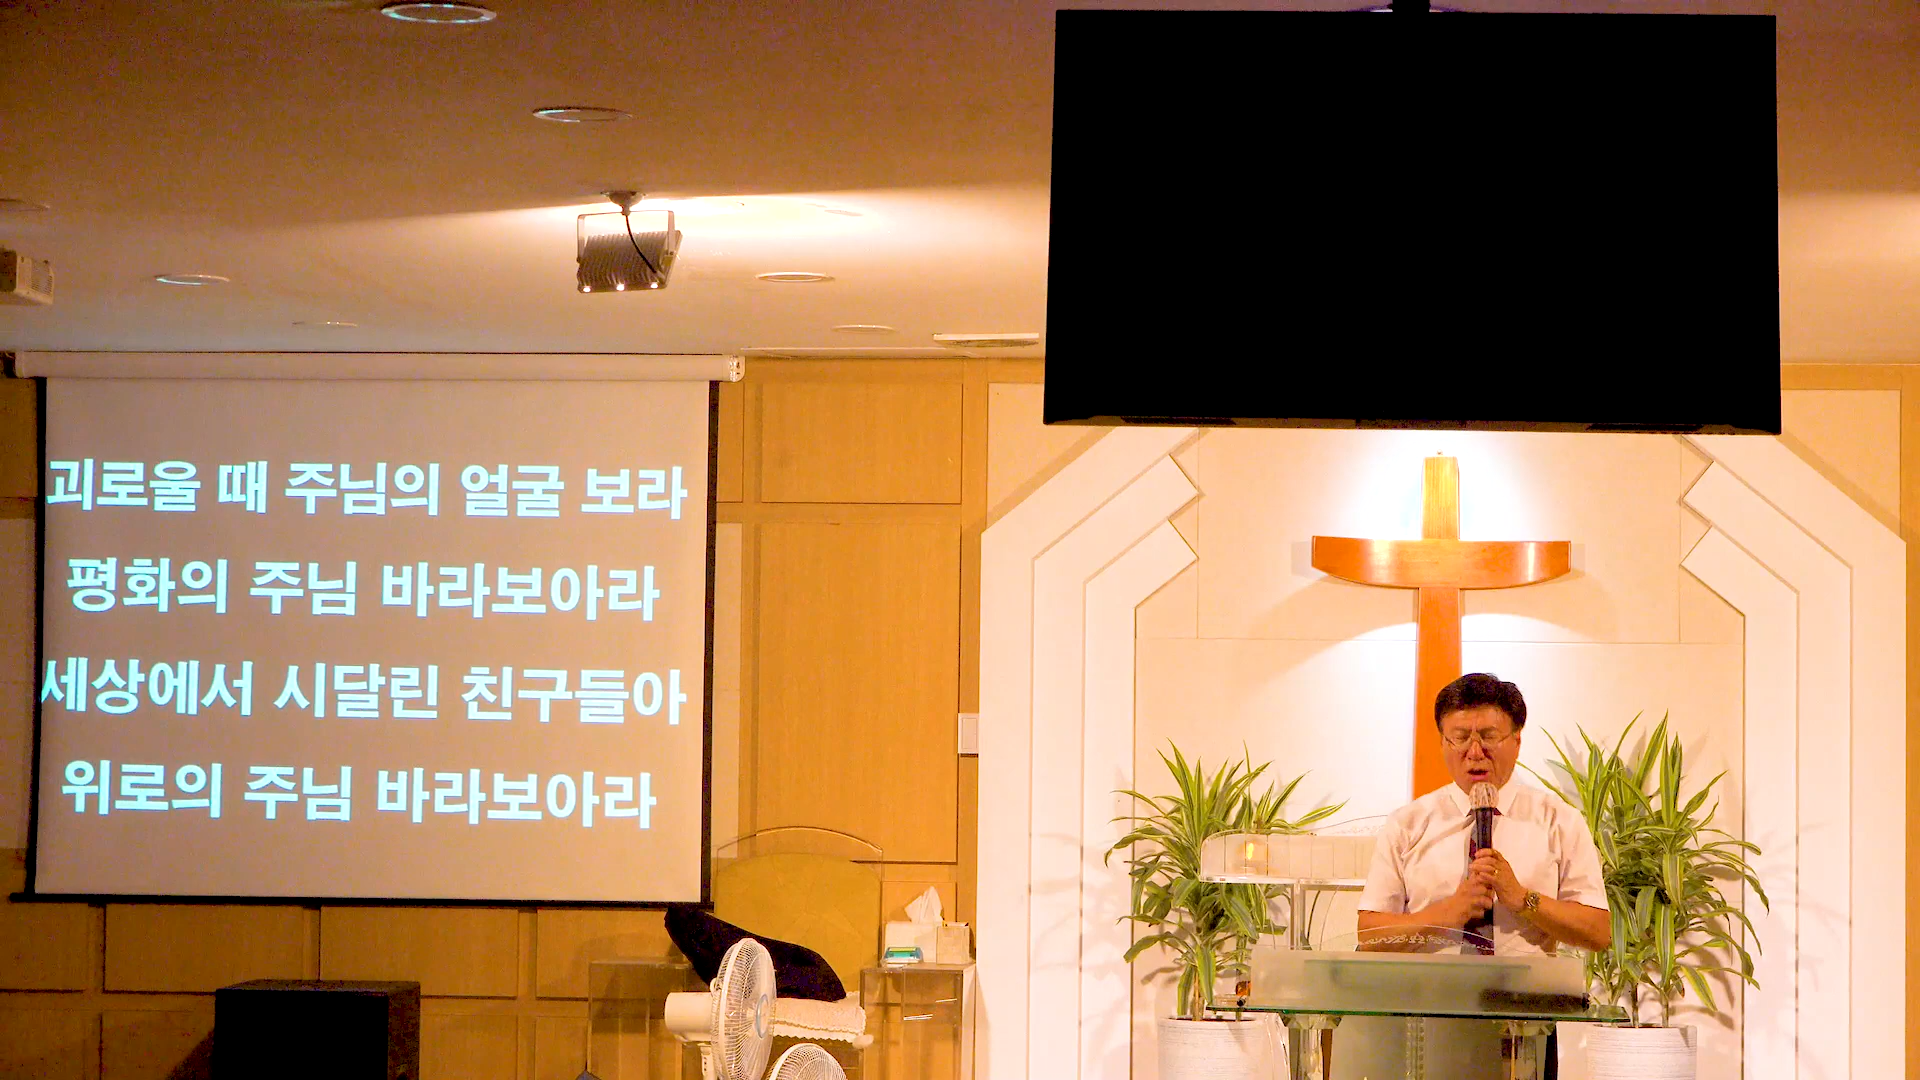 괴로울 때 주님의 얼굴 보라
평화의 주님 바라보아라
세상에서 시달린 친구들아
위로의 주님 바라보아라